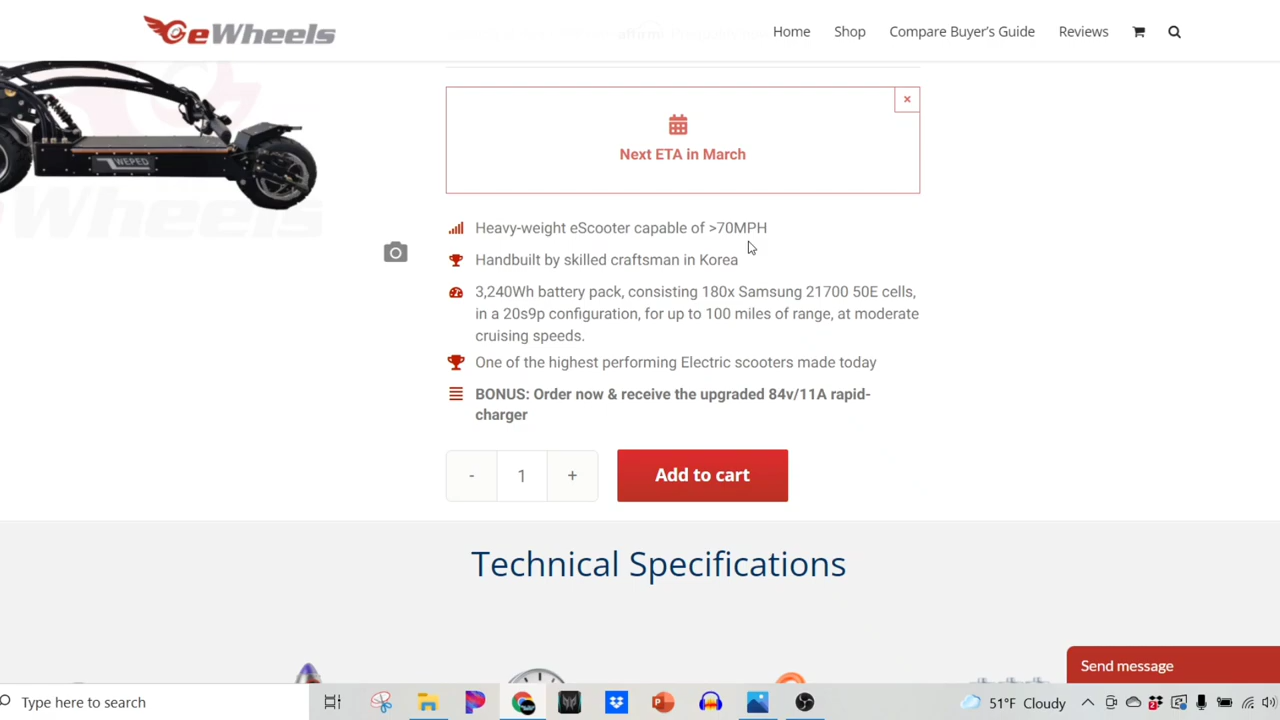 eWheels
Home
Shop
Compare Buyer's Guide
Reviews
Next ETA in March
WEPED
Heavy-weight eScooter capable of >70MPH
Handbuilt by skilled craftsman in Korea
3,240Wh battery pack, consisting 180x Samsung 21700 50E cells,
in a 20s9p configuration, for up to 100 miles of range, at moderate
cruising speeds.
One of the highest performing Electric scooters made today
BONUS: Order now & receive the upgraded 84v/11A rapid-
charger
- 1 +
Add to cart
Technical Specifications
Send message
Type here to search
51°F Cloudy